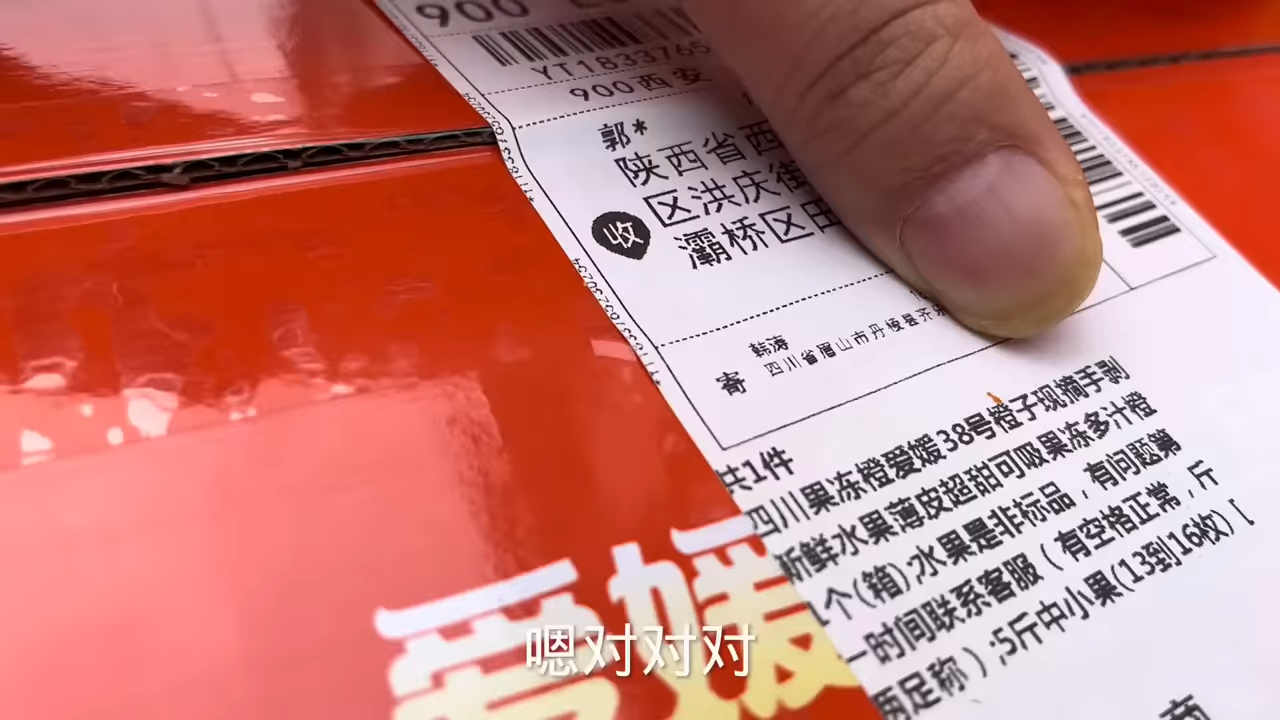 900
YT1833765
900西安
郭*
陕西省西
区洪庆街
灞桥区田
收
韩涛
四川省眉山市丹棱县齐
寄
共1件
四川果冻橙爱媛38号橙子现摘手剥
新鲜水果薄皮超甜可吸果冻多汁橙
1个(箱),水果是非标品，有问题第
一时间联系客服（有空格正常，斤
两足称）;5斤中小果(13到16枚)[
爱媛
嗯对对对